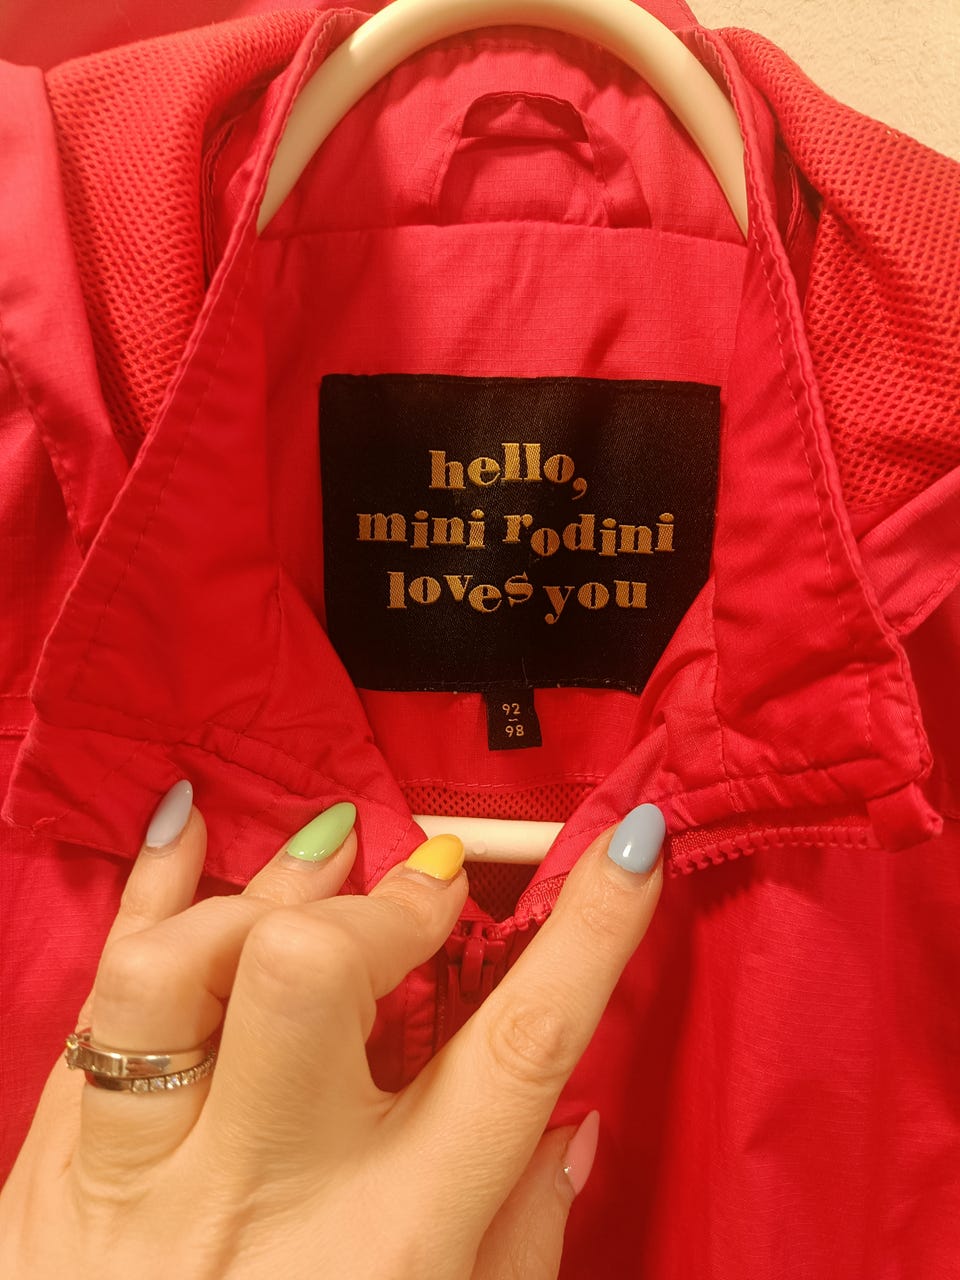 hello,
mini rodini
loves you
92
–
98